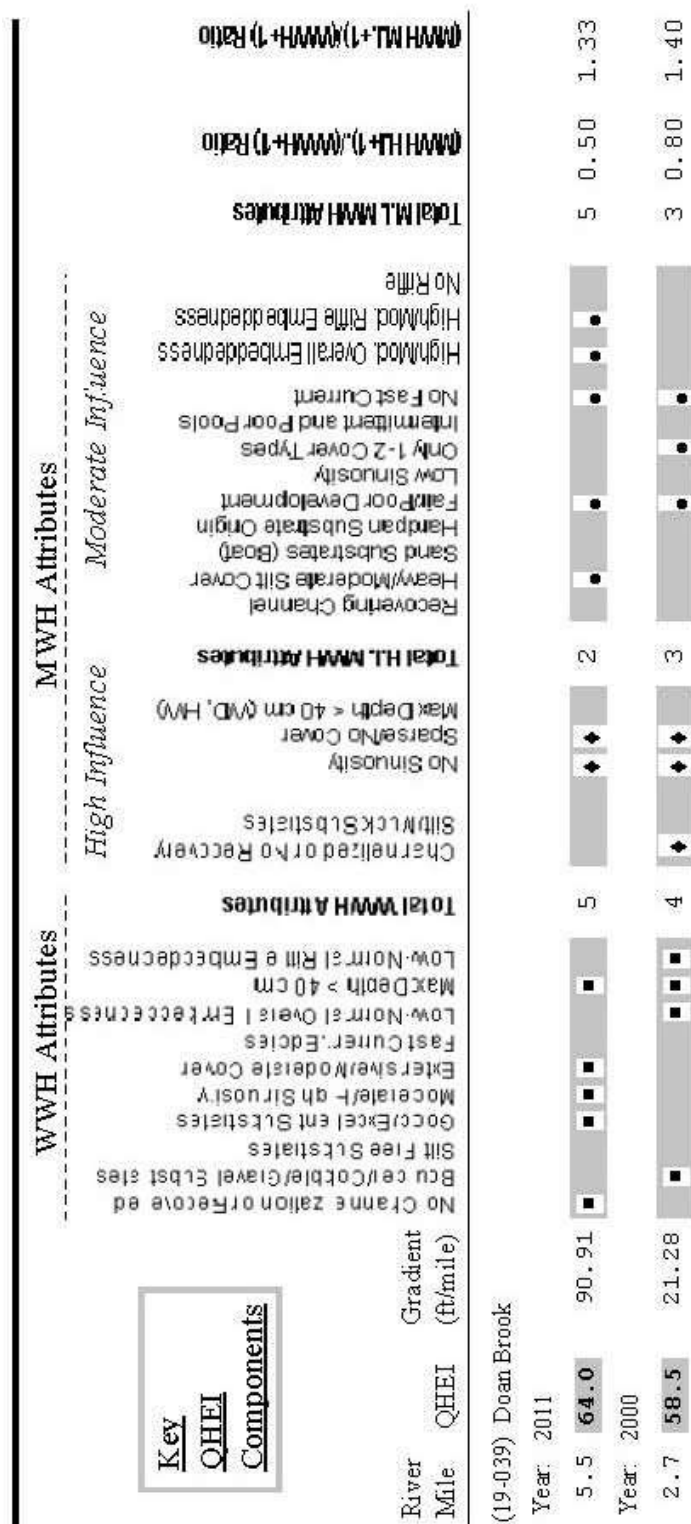 WWH Attributes
MWH Attributes
High Influence
Moderate Influence
Key
QHEI
Components
River
Mile
QHEI
Gradient
(ft/mile)
No Channelization or Recovered
Boulder/Cobble/Gravel Substrates
Silt Free Substrates
Good/Excellent Substrates
Moderate/High Sinuosity
Extensive/Moderate Cover
Fast Current/Eddies
Low-Normal Overall Embeddedness
Max Depth > 40 cm
Low-Normal Riffle Embeddedness
Total WWH Attributes
Channelized or No Recovery
Silt/Muck Substrates
No Sinuosity
Sparse/No Cover
Max Depth < 40 cm (WD, HW)
Total H.I. MWH Attributes
Recovering Channel
Heavy/Moderate Silt Cover
Sand Substrates (Boat)
Hardpan Substrate Origin
Fair/Poor Development
Low Sinuosity
Only 1-2 Cover Types
Intermittent and Poor Pools
No Fast Current
High/Mod. Overall Embeddedness
High/Mod. Riffle Embeddedness
No Riffle
Total M.I. MWH Attributes
(MWH H.I.+1)/(WWH+1) Ratio
(MWH M.I.+1)/(WWH+1) Ratio
(19-039) Doan Brook
Year: 2011
5.5 64.0 90.91 5 2 5 0.50 1.33
Year: 2000
2.7 58.5 21.28 4 3 3 0.80 1.40